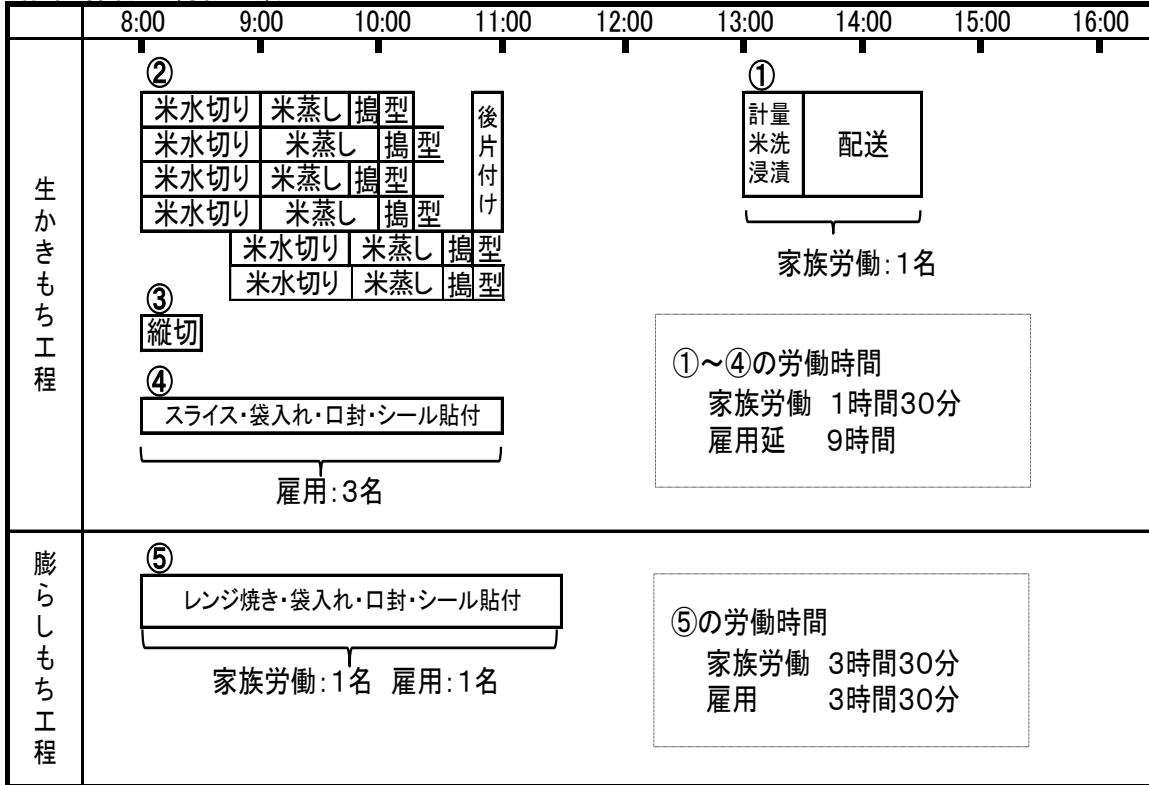 8:00 9:00 10:00 11:00 12:00 13:00 14:00 15:00 16:00
生かきもち工程
②
米水切り 米蒸し 搗 型
米水切り 米蒸し 搗 型
米水切り 米蒸し 搗 型
米水切り 米蒸し 搗 型
後片付け
米水切り 米蒸し 搗 型
米水切り 米蒸し 搗 型
③
縦切
④
スライス・袋入れ・口封・シール貼付
雇用:3名
①
計量
米洗
浸漬
配送
家族労働:1名
①～④の労働時間
家族労働 1時間30分
雇用延 9時間
膨らしもち工程
⑤
レンジ焼き・袋入れ・口封・シール貼付
家族労働:1名 雇用:1名
⑤の労働時間
家族労働 3時間30分
雇用 3時間30分